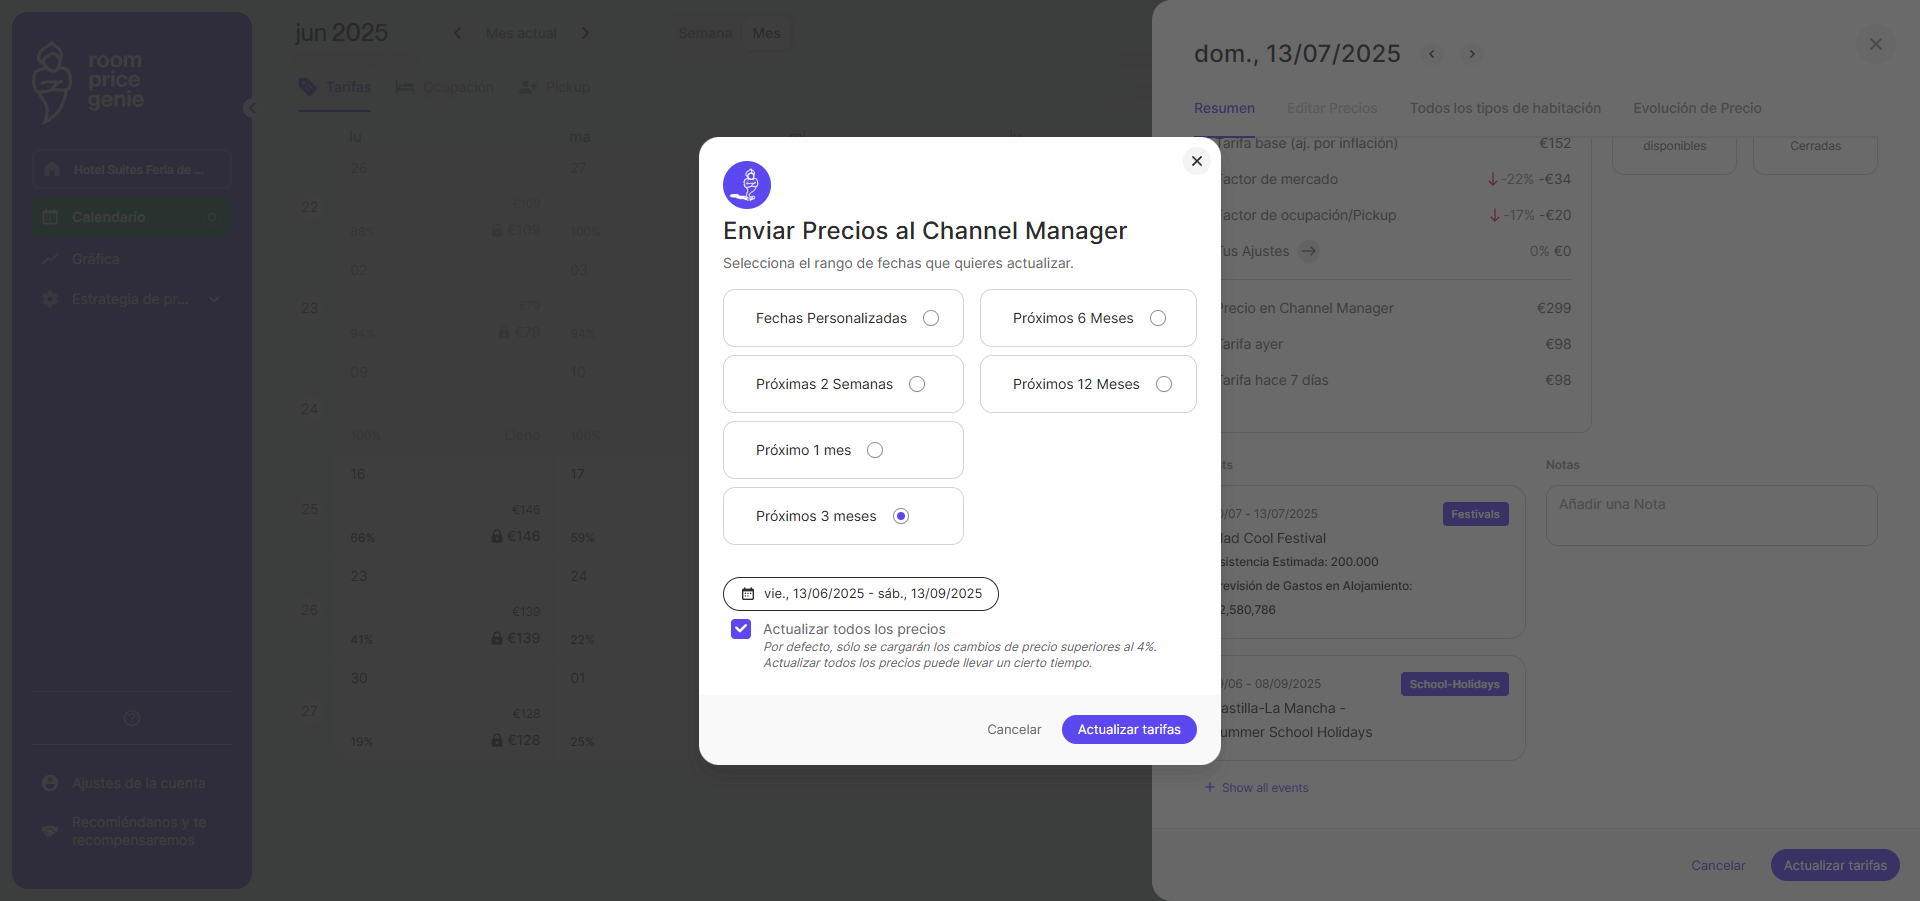 room
price
genie
Hotel Suites Feria de ...
Calendario
Gráfica
Estrategia de pr...
Ajustes de la cuenta
Recomiéndanos y te
recompensaremos
jun 2025
Mes actual
Semana
Mes
Tarifas
Ocupación
Pickup
lu
ma
26
27
22
€109
88%
€109
100%
02
03
23
€79
94%
€79
94%
09
10
24
100%
Lleno
100%
16
17
25
€146
66%
€146
59%
23
24
26
€139
41%
€139
22%
30
01
27
€128
19%
€128
25%
Enviar Precios al Channel Manager
Selecciona el rango de fechas que quieres actualizar.
Fechas Personalizadas
Próximos 6 Meses
Próximas 2 Semanas
Próximos 12 Meses
Próximo 1 mes
Próximos 3 meses
vie., 13/06/2025 - sáb., 13/09/2025
Actualizar todos los precios
Por defecto, sólo se cargarán los cambios de precio superiores al 4%.
Actualizar todos los precios puede llevar un cierto tiempo.
Cancelar
Actualizar tarifas
dom., 13/07/2025
Resumen
Editar Precios
Todos los tipos de habitación
Evolución de Precio
Tarifa base (aj. por inflación)
€152
disponibles
Cerradas
Factor de mercado
-22% -€34
Factor de ocupación/Pickup
-17% -€20
Tus Ajustes
0% €0
Precio en Channel Manager
€299
Tarifa ayer
€98
Tarifa hace 7 días
€98
ts
Notas
/07 - 13/07/2025
Festivals
ad Cool Festival
sistencia Estimada: 200.000
revisión de Gastos en Alojamiento:
2,580,786
Añadir una Nota
/06 - 08/09/2025
School-Holidays
astilla-La Mancha -
ummer School Holidays
+ Show all events
Cancelar
Actualizar tarifas